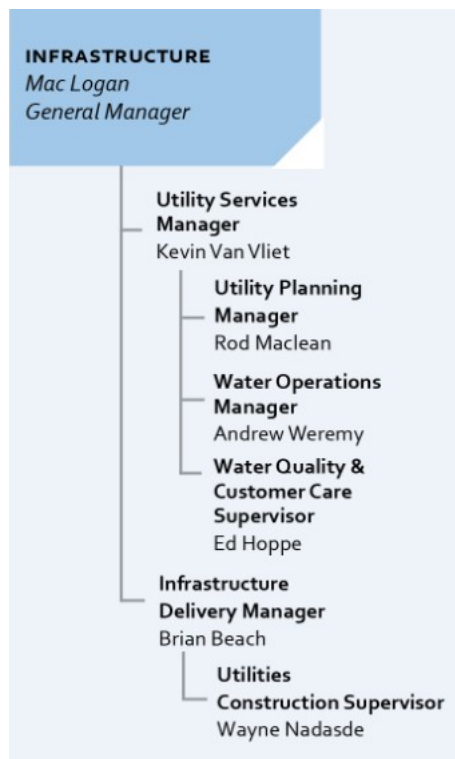 INFRASTRUCTURE
Mac Logan
General Manager
Utility Services
Manager
Kevin Van Vliet
Utility Planning
Manager
Rod Maclean
Water Operations
Manager
Andrew Weremy
Water Quality &
Customer Care
Supervisor
Ed Hoppe
Infrastructure
Delivery Manager
Brian Beach
Utilities
Construction Supervisor
Wayne Nadasde